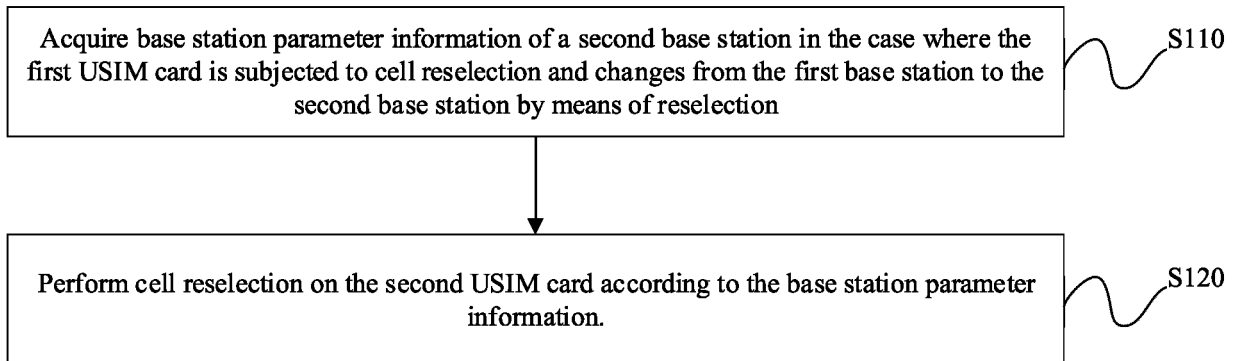 Acquire base station parameter information of a second base station in the case where the
first USIM card is subjected to cell reselection and changes from the first base station to the
second base station by means of reselection
S110
Perform cell reselection on the second USIM card according to the base station parameter
information.
S120